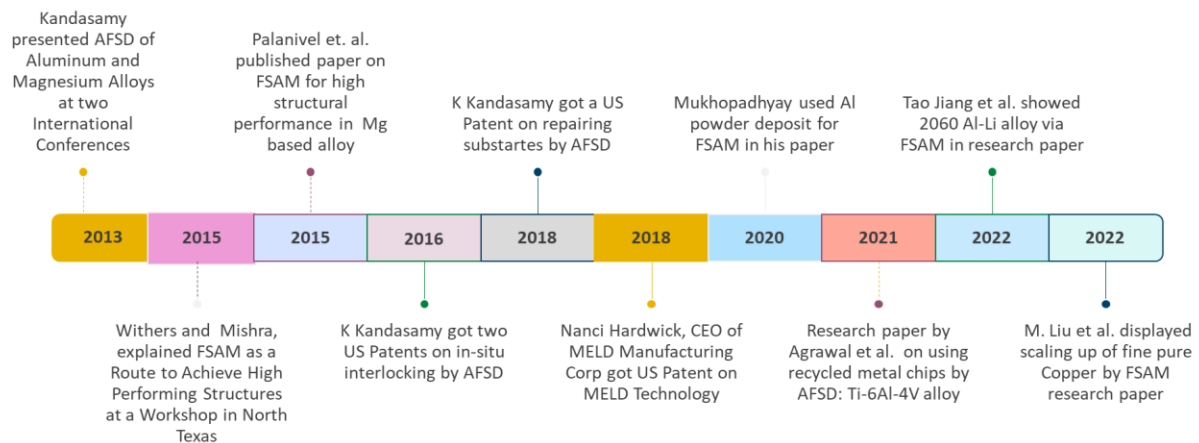 Kandasamy
presented AFSD of
Aluminum and
Magnesium Alloys
at two
International
Conferences
Palanivel et. al.
published paper on
FSAM for high
structural
performance in Mg
based alloy
K Kandasamy got a US
Patent on repairing
substartes by AFSD
Mukhopadhyay used Al
powder deposit for
FSAM in his paper
Tao Jiang et al. showed
2060 Al-Li alloy via
FSAM in research paper
2013
2015
2015
2016
2018
2018
2020
2021
2022
2022
Withers and Mishra,
explained FSAM as a
Route to Achieve High
Performing Structures
at a Workshop in North
Texas
K Kandasamy got two
US Patents on in-situ
interlocking by AFSD
Nanci Hardwick, CEO of
MELD Manufacturing
Corp got US Patent on
MELD Technology
Research paper by
Agrawal et al. on using
recycled metal chips by
AFSD: Ti-6Al-4V alloy
M. Liu et al. displayed
scaling up of fine pure
Copper by FSAM
research paper